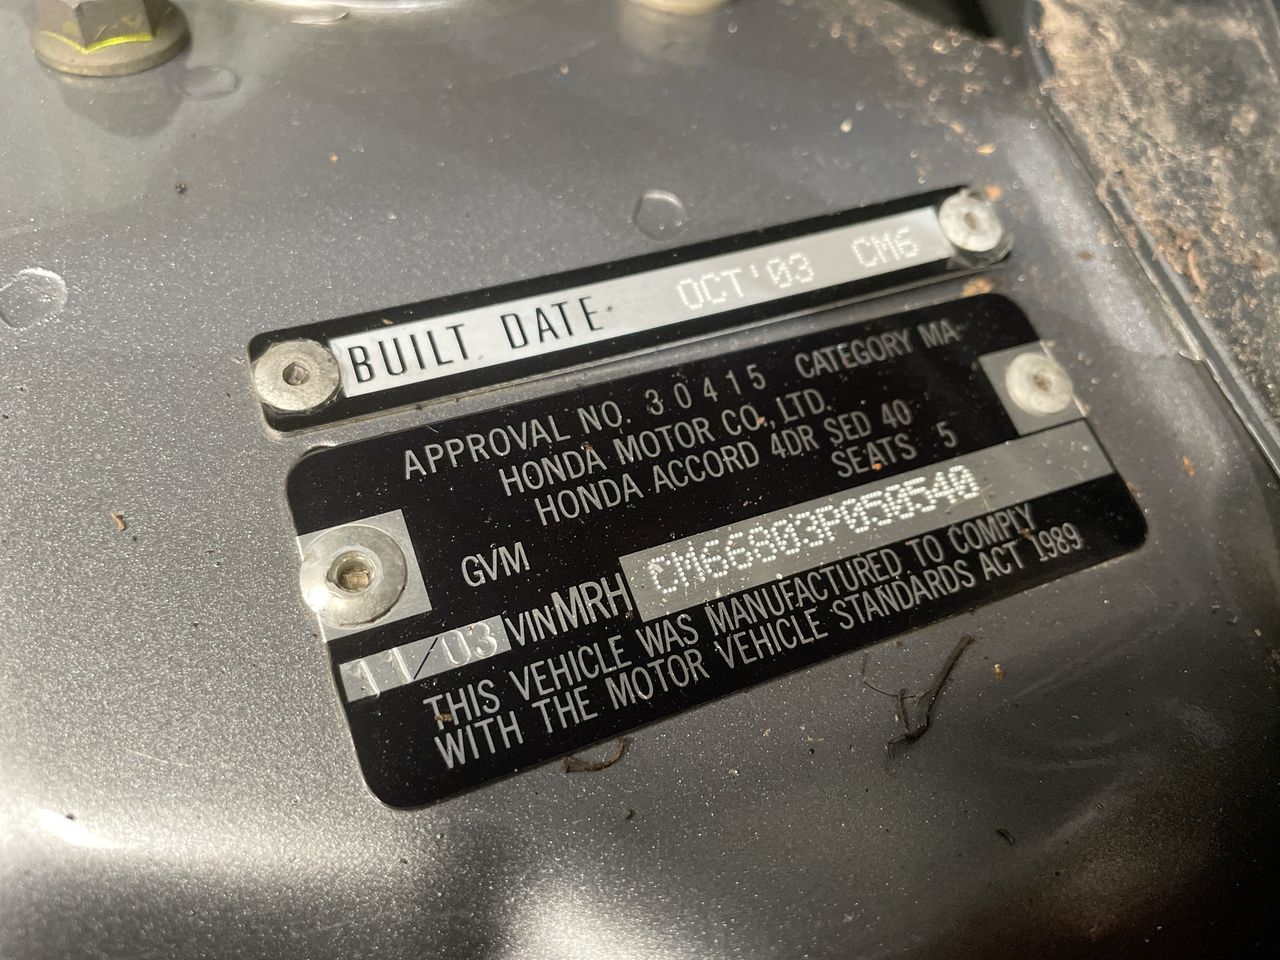 BUILT DATE OCT'03 CM6
APPROVAL NO. 30415 CATEGORY MA
HONDA MOTOR CO., LTD.
HONDA ACCORD 4DR SED 40
SEATS 5
GVM
11/03 VIN MRH CM66803P050540
THIS VEHICLE WAS MANUFACTURED TO COMPLY
WITH THE MOTOR VEHICLE STANDARDS ACT 1989